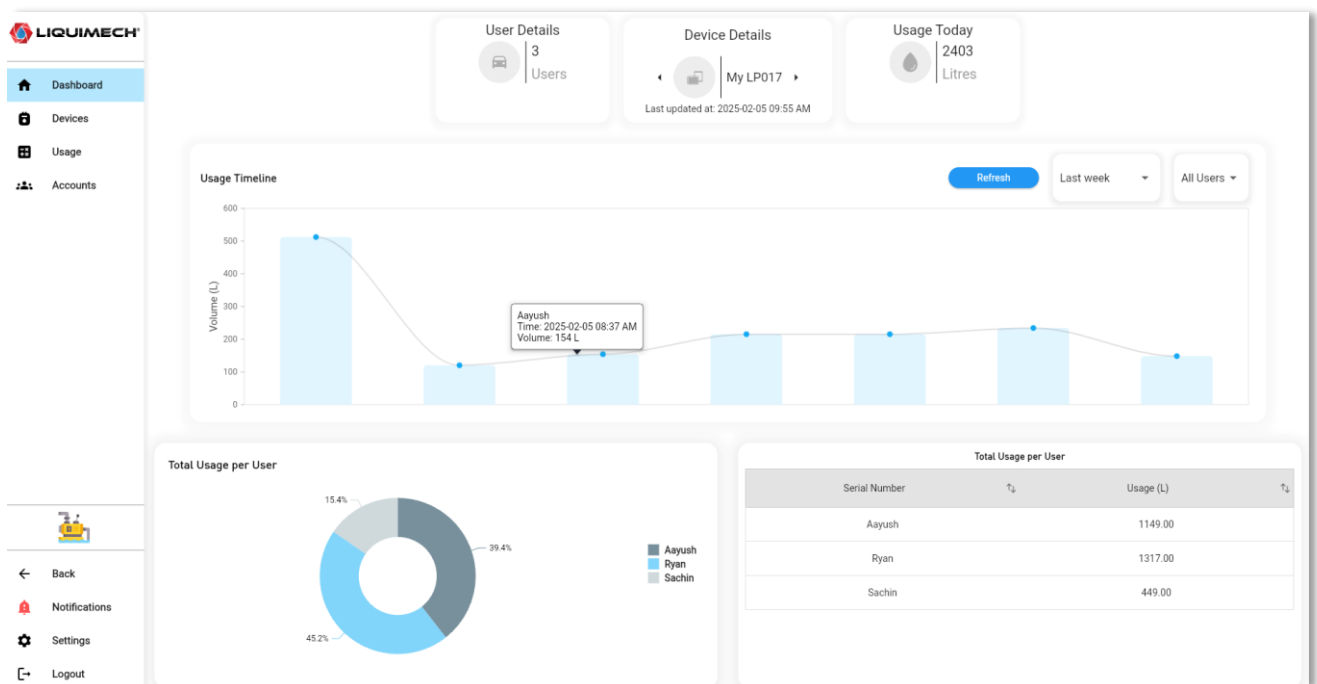 LIQUIMECH
Dashboard
Devices
Usage
Accounts
Back
Notifications
Settings
Logout
User Details
3
Users
Device Details
My LP017
Last updated at: 2025-02-05 09:55 AM
Usage Today
2403
Litres
Usage Timeline
Refresh
Last week
All Users
Volume (L)
600
500
400
300
200
100
0
Aayush
Time: 2025-02-05 08:37 AM
Volume: 154 L
Total Usage per User
15.4%
39.4%
45.2%
Aayush
Ryan
Sachin
Total Usage per User
Serial Number Usage (L)
Aayush 1149.00
Ryan 1317.00
Sachin 449.00